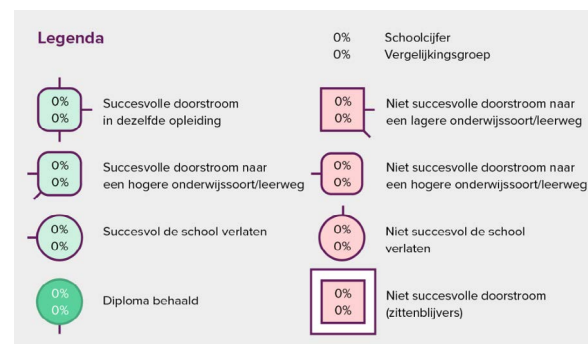 Legenda
0% Schoolcijfer
0% Vergelijkingsgroep
0%
0%
Succesvolle doorstroom
in dezelfde opleiding
0%
0%
Niet succesvolle doorstroom naar
een lagere onderwijssoort/leerweg
0%
0%
Succesvolle doorstroom naar
een hogere onderwijssoort/leerweg
0%
0%
Niet succesvolle doorstroom naar
een hogere onderwijssoort/leerweg
0%
0%
Succesvol de school verlaten
0%
0%
Niet succesvol de school
verlaten
0%
0%
Diploma behaald
0%
0%
Niet succesvolle doorstroom
(zittenblijvers)